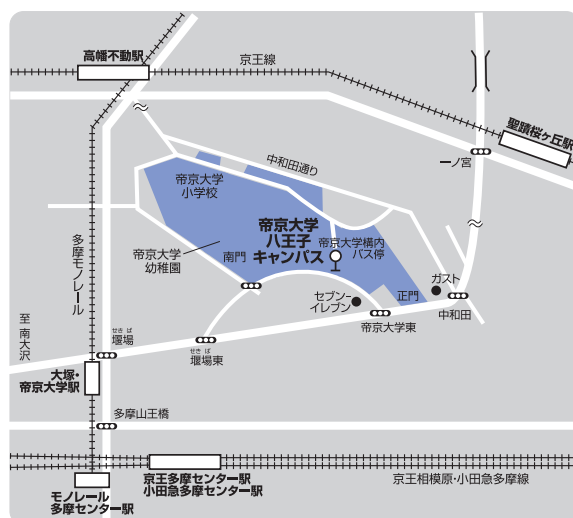 高幡不動駅
京王線
聖蹟桜ヶ丘駅
一ノ宮
中和田通り
帝京大学
小学校
帝京大学
八王子
キャンパス
帝京大学構内
バス停
帝京大学
幼稚園
南門
多摩モノレール
ガスト
正門
セブン-
イレブン
中和田
帝京大学東
至 南大沢
せきば
堰場
せきば
堰場東
大塚・
帝京大学駅
多摩山王橋
京王多摩センター駅
小田急多摩センター駅
京王相模原・小田急多摩線
モノレール
多摩センター駅